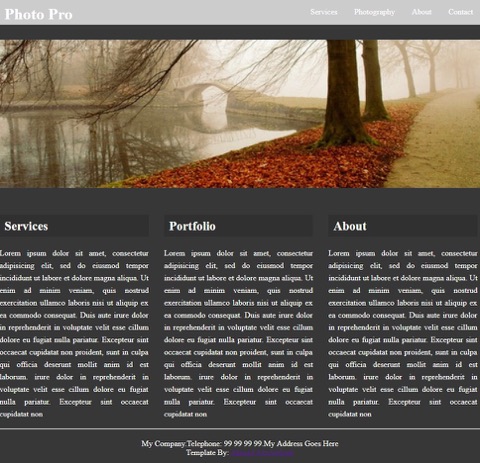 Photo Pro
Services Photography About Contact
Services
Lorem ipsum dolor sit amet, consectetur
adipisicing elit, sed do eiusmod tempor
incididunt ut labore et dolore magna aliqua. Ut
enim ad minim veniam, quis nostrud
exercitation ullamco laboris nisi ut aliquip ex
ea commodo consequat. Duis aute irure dolor
in reprehenderit in voluptate velit esse cillum
dolore eu fugiat nulla pariatur. Excepteur sint
occaecat cupidatat non proident, sunt in culpa
qui officia deserunt mollit anim id est
laborum. irure dolor in reprehenderit in
voluptate velit esse cillum dolore eu fugiat
nulla pariatur. Excepteur sint occaecat
cupidatat non
Portfolio
Lorem ipsum dolor sit amet, consectetur
adipisicing elit, sed do eiusmod tempor
incididunt ut labore et dolore magna aliqua. Ut
enim ad minim veniam, quis nostrud
exercitation ullamco laboris nisi ut aliquip ex
ea commodo consequat. Duis aute irure dolor
in reprehenderit in voluptate velit esse cillum
dolore eu fugiat nulla pariatur. Excepteur sint
occaecat cupidatat non proident, sunt in culpa
qui officia deserunt mollit anim id est
laborum. irure dolor in reprehenderit in
voluptate velit esse cillum dolore eu fugiat
nulla pariatur. Excepteur sint occaecat
cupidatat non
About
Lorem ipsum dolor sit amet, consectetur
adipisicing elit, sed do eiusmod tempor
incididunt ut labore et dolore magna aliqua. Ut
enim ad minim veniam, quis nostrud
exercitation ullamco laboris nisi ut aliquip ex
ea commodo consequat. Duis aute irure dolor
in reprehenderit in voluptate velit esse cillum
dolore eu fugiat nulla pariatur. Excepteur sint
occaecat cupidatat non proident, sunt in culpa
qui officia deserunt mollit anim id est
laborum. irure dolor in reprehenderit in
voluptate velit esse cillum dolore eu fugiat
nulla pariatur. Excepteur sint occaecat
cupidatat non
My Company.Telephone: 99 99 99 99.My Address Goes Here
Template By: